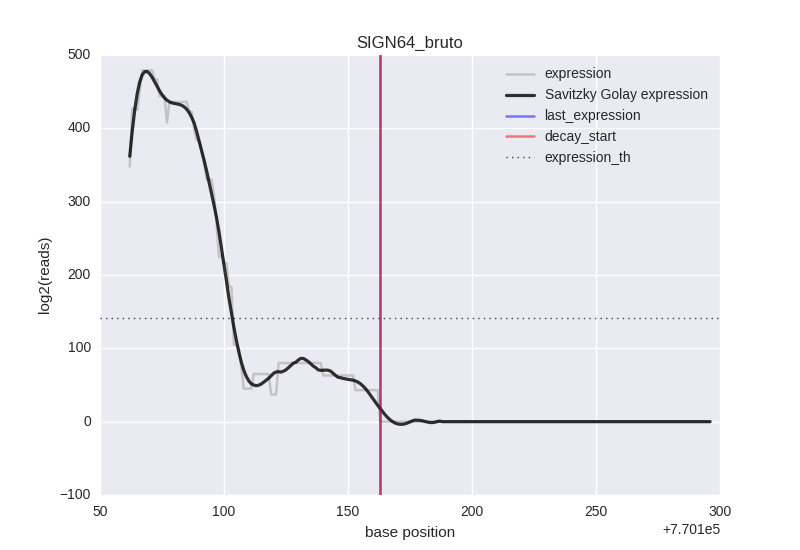 SIGN64_bruto
500
400
300
200
100
0
−100
log2(reads)
expression
Savitzky Golay expression
last_expression
decay_start
expression_th
50
100
150
200
250
300
base position
+7.701e5